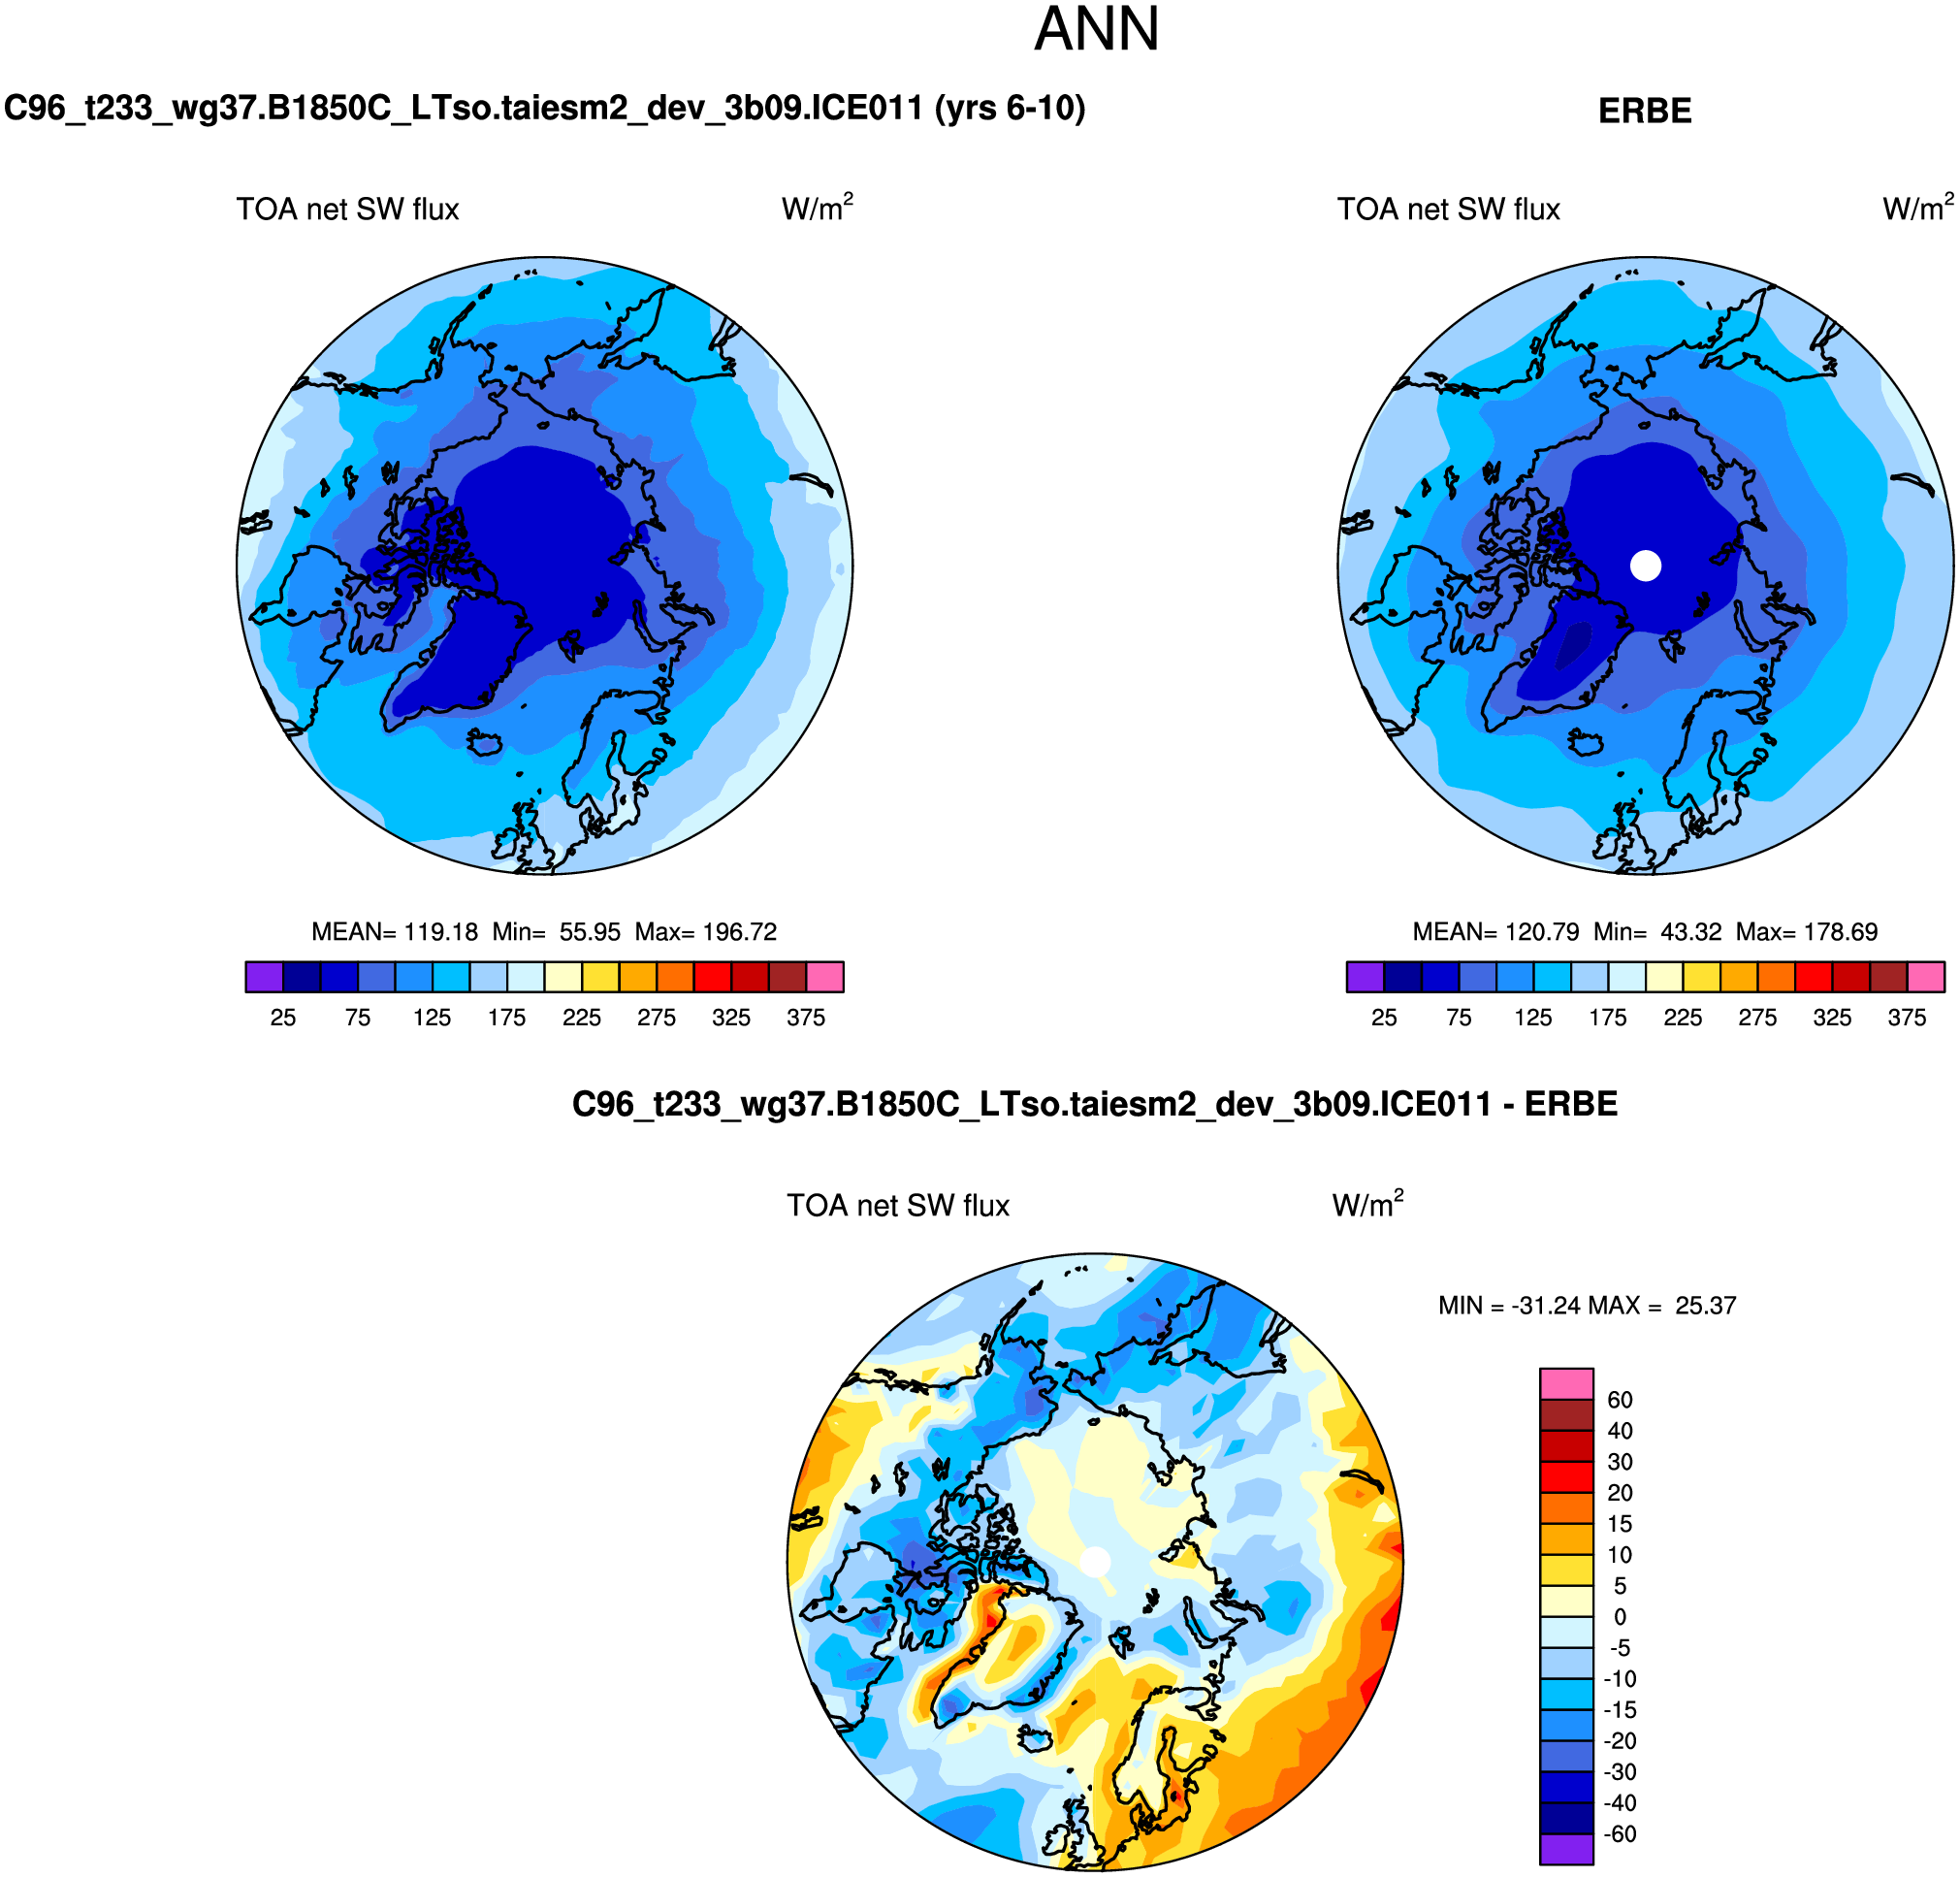 ANN
C96_t233_wg37.B1850C_LTso.taiesm2_dev_3b09.ICE011 (yrs 6-10)
ERBE
TOA net SW flux W/m2
TOA net SW flux W/m2
MEAN= 119.18 Min= 55.95 Max= 196.72
MEAN= 120.79 Min= 43.32 Max= 178.69
25 75 125 175 225 275 325 375
25 75 125 175 225 275 325 375
C96_t233_wg37.B1850C_LTso.taiesm2_dev_3b09.ICE011 - ERBE
TOA net SW flux W/m2
MIN = -31.24 MAX = 25.37
60
40
30
20
15
10
5
0
-5
-10
-15
-20
-30
-40
-60